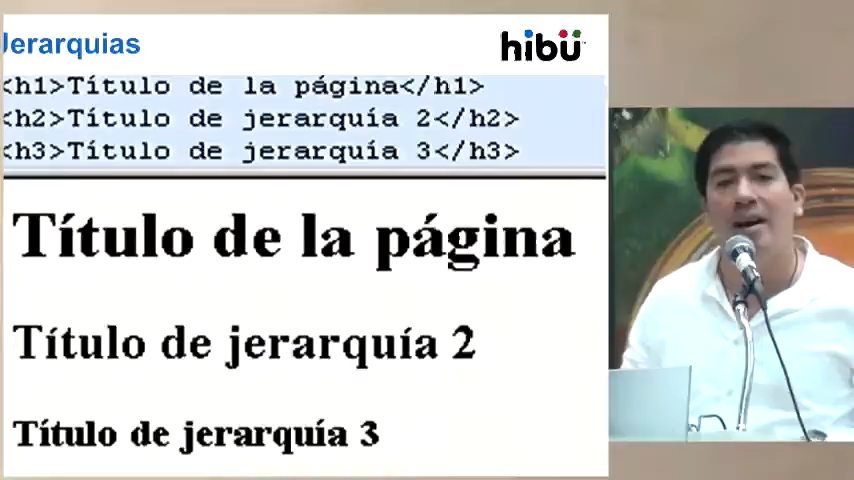 Jerarquias
hibü
<h1>Título de la página</h1>
<h2>Título de jerarquía 2</h2>
<h3>Título de jerarquía 3</h3>
Título de la página
Título de jerarquía 2
Título de jerarquía 3